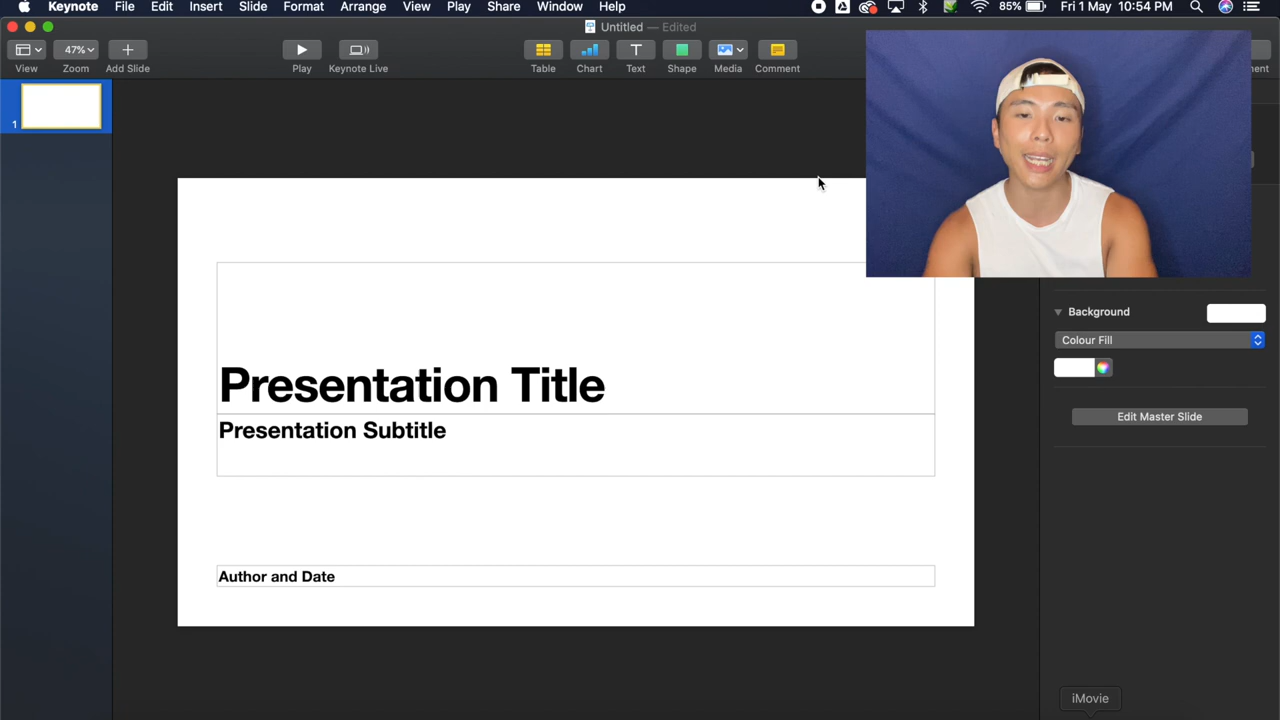 Keynote File Edit Insert Slide Format Arrange View Play Share Window Help 85% Fri 1 May 10:54 PM
Untitled — Edited
47%
View Zoom Add Slide Play Keynote Live Table Chart Text Shape Media Comment
1
Background
Colour Fill
Edit Master Slide
Presentation Title
Presentation Subtitle
Author and Date
iMovie